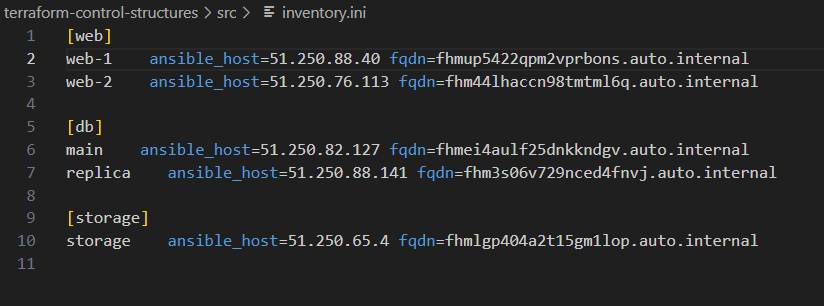 terraform-control-structures > src > inventory.ini
1 [web]
2 web-1    ansible_host=51.250.88.40 fqdn=fhmup5422qpm2vprbons.auto.internal
3 web-2    ansible_host=51.250.76.113 fqdn=fhm44lhaccn98tmtml6q.auto.internal
4
5 [db]
6 main    ansible_host=51.250.82.127 fqdn=fhmei4aulf25dnkkndgv.auto.internal
7 replica    ansible_host=51.250.88.141 fqdn=fhm3s06v729nced4fnvj.auto.internal
8
9 [storage]
10 storage    ansible_host=51.250.65.4 fqdn=fhmlgp404a2t15gm1lop.auto.internal
11